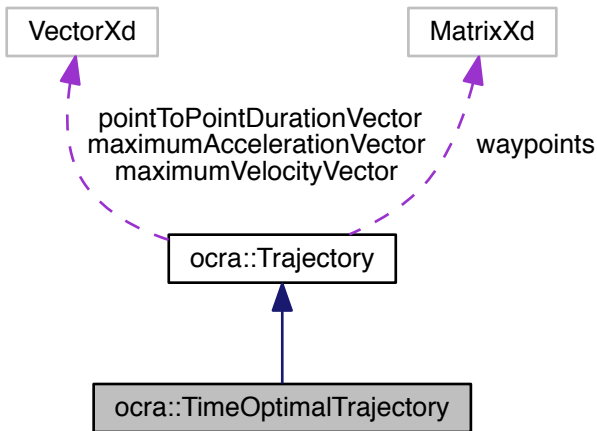 VectorXd
MatrixXd
pointToPointDurationVector
maximumAccelerationVector
maximumVelocityVector
waypoints
ocra::Trajectory
ocra::TimeOptimalTrajectory